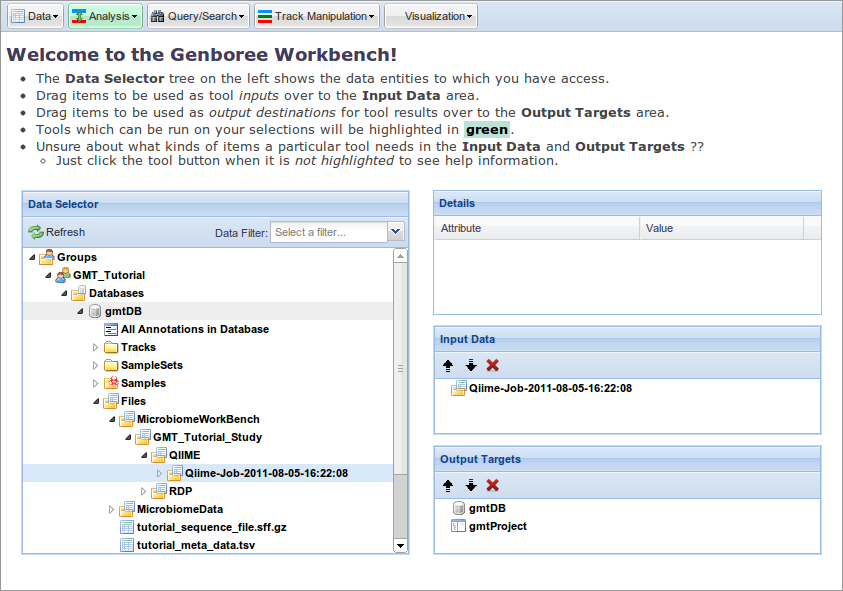 Data Analysis Query/Search Track Manipulation Visualization
Welcome to the Genboree Workbench!
The Data Selector tree on the left shows the data entities to which you have access.
Drag items to be used as tool inputs over to the Input Data area.
Drag items to be used as output destinations for tool results over to the Output Targets area.
Tools which can be run on your selections will be highlighted in green.
Unsure about what kinds of items a particular tool needs in the Input Data and Output Targets ??
Just click the tool button when it is not highlighted to see help information.
Data Selector
Refresh Data Filter: Select a filter...
Groups
GMT_Tutorial
Databases
gmtDB
All Annotations in Database
Tracks
SampleSets
Samples
Files
MicrobiomeWorkBench
GMT_Tutorial_Study
QIIME
Qiime-Job-2011-08-05-16:22:08
RDP
MicrobiomeData
tutorial_sequence_file.sff.gz
tutorial_meta_data.tsv
Details
Attribute Value
Input Data
Qiime-Job-2011-08-05-16:22:08
Output Targets
gmtDB
gmtProject